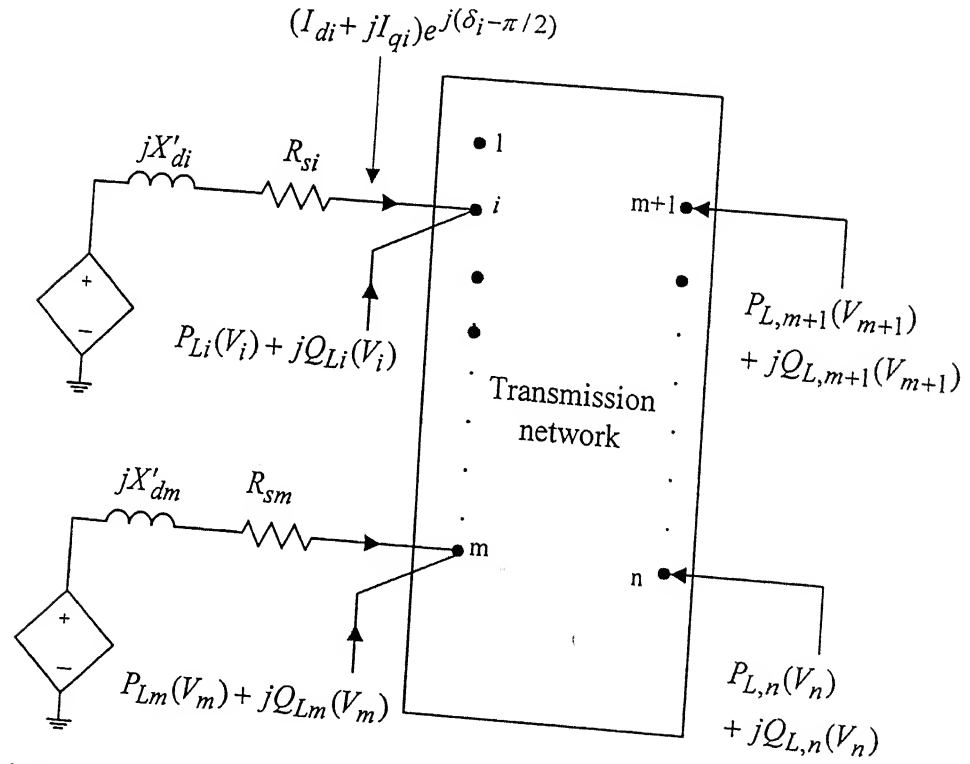 (I_{di} + jI_{qi})e^{j(δ_i−π/2)}
jX'_{di}
R_{si}
1
i
m+1
+
−
P_{Li}(V_i) + jQ_{Li}(V_i)
P_{L,m+1}(V_{m+1})
+ jQ_{L,m+1}(V_{m+1})
Transmission
network
jX'_{dm}
R_{sm}
m
n
+
−
P_{Lm}(V_m) + jQ_{Lm}(V_m)
P_{L,n}(V_n)
+ jQ_{L,n}(V_n)